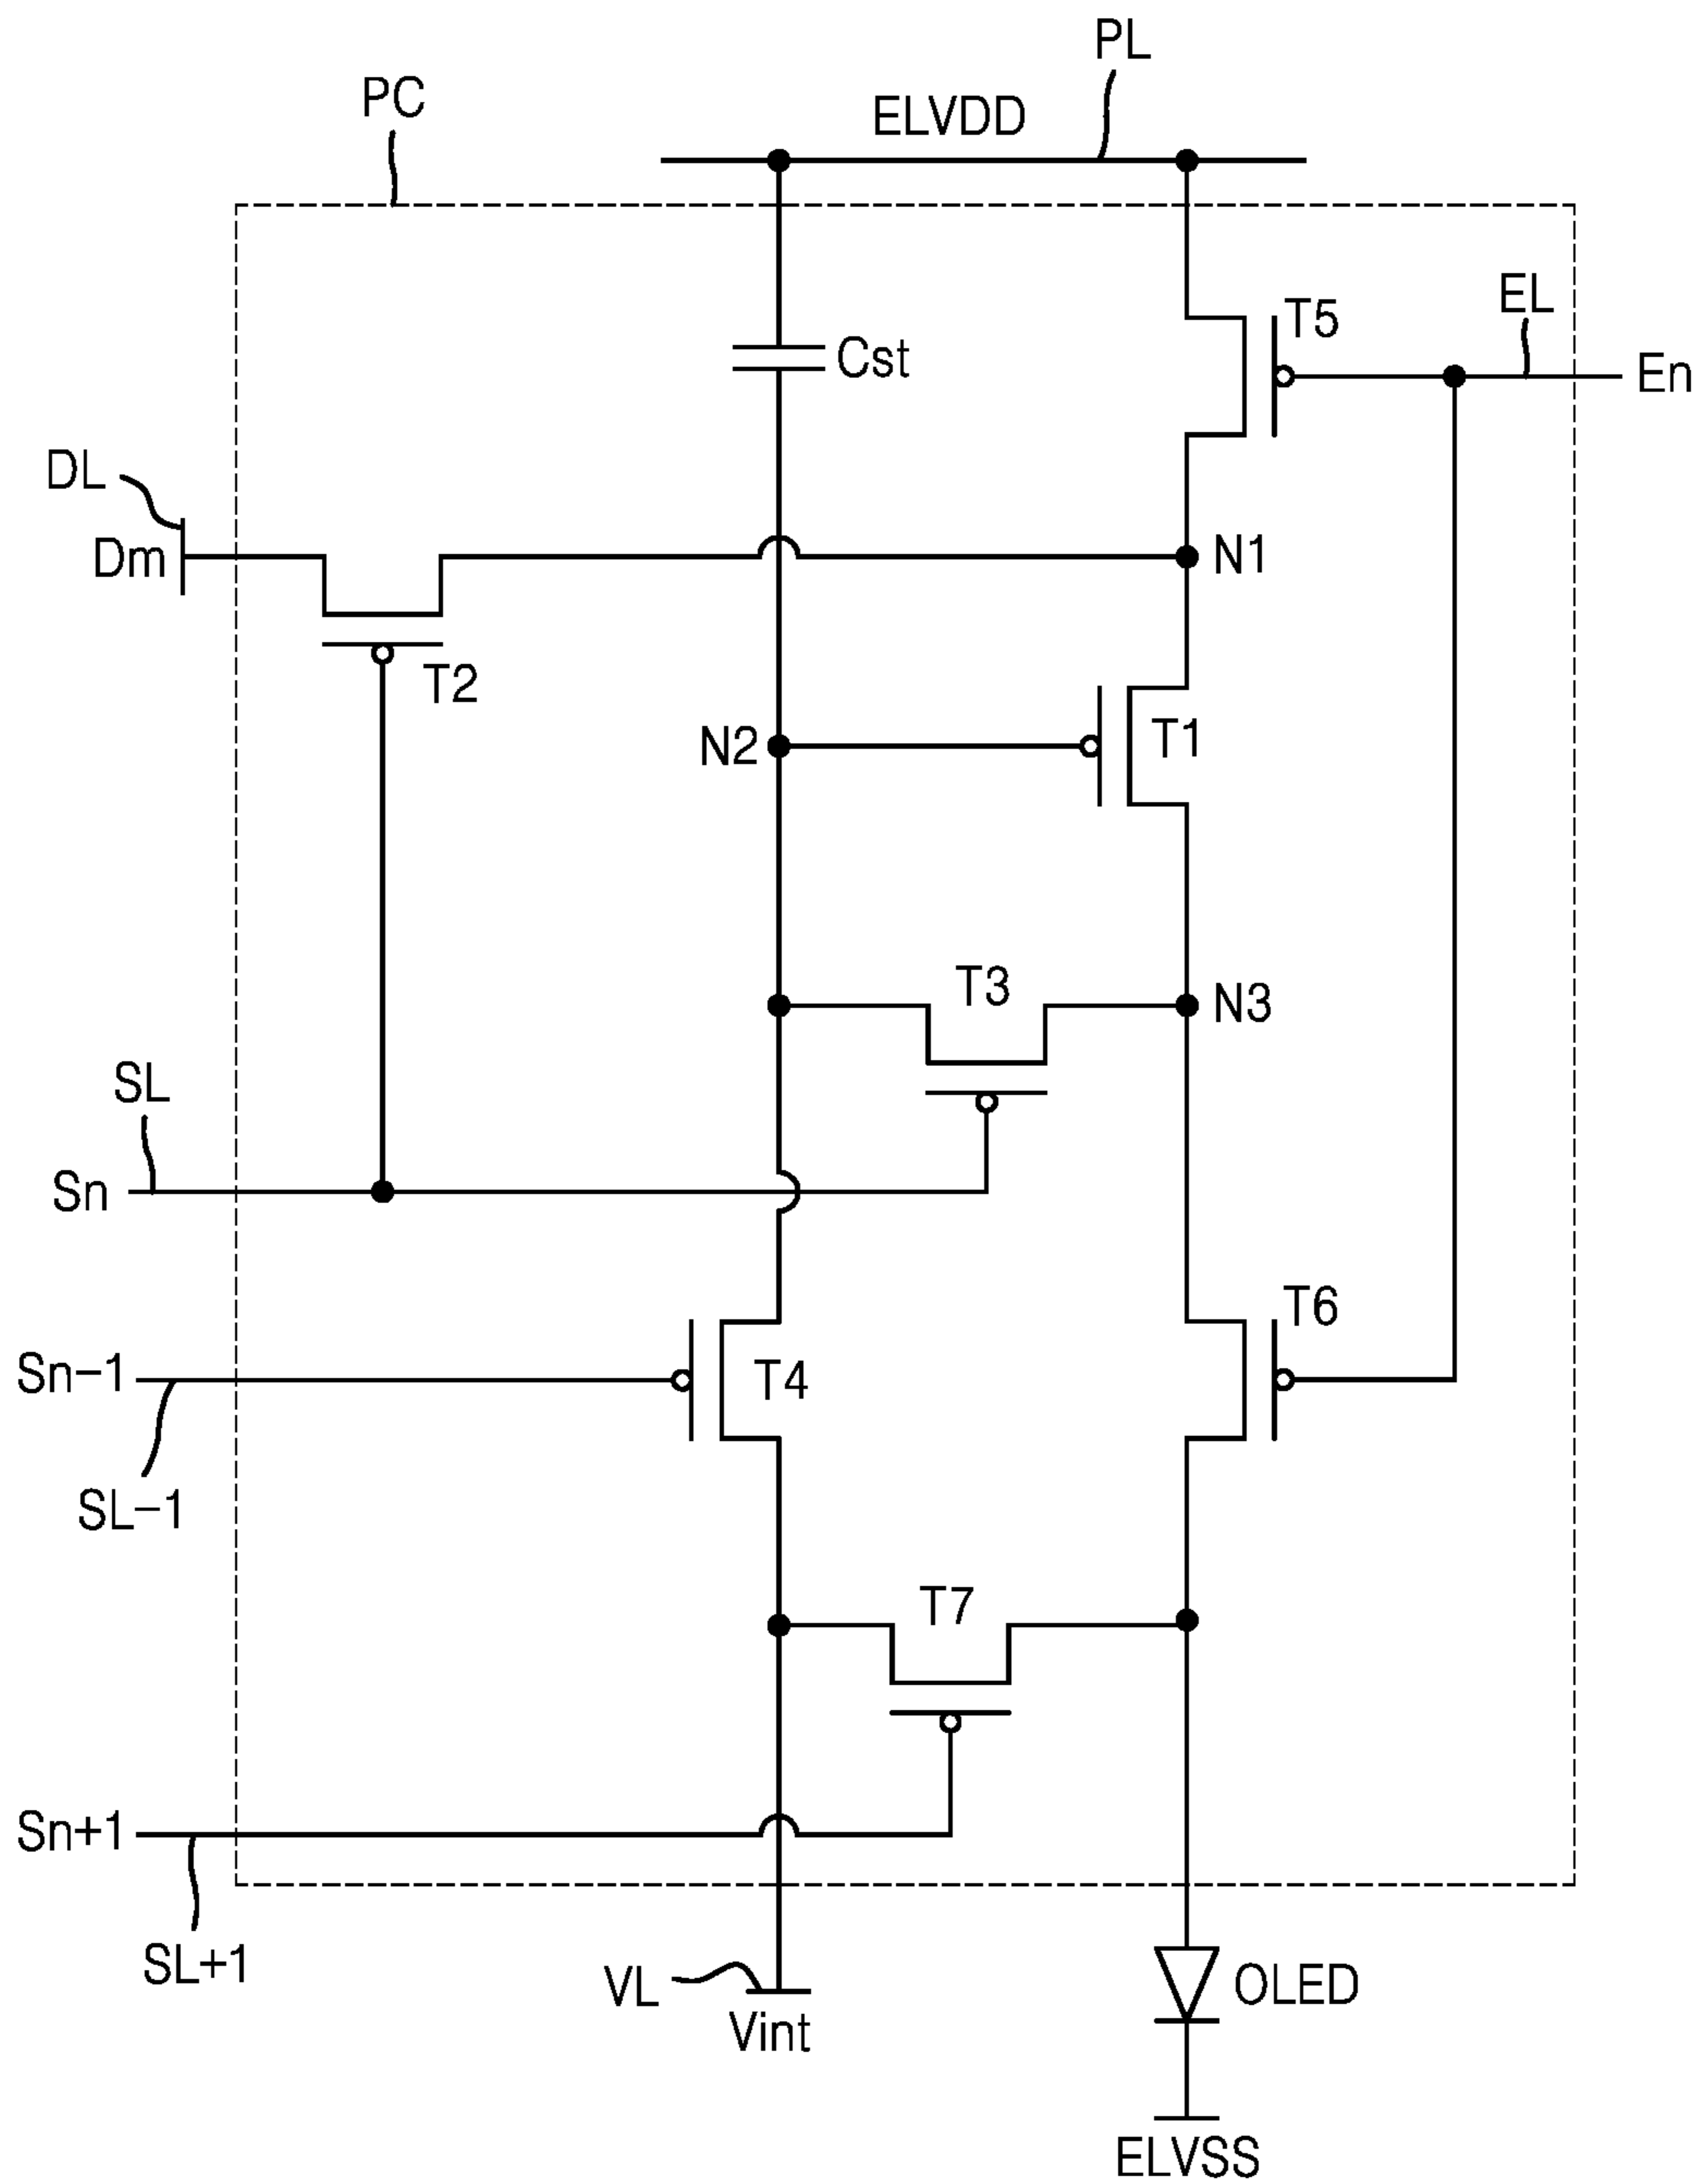 PL
PC
ELVDD
EL
T5
Cst
En
DL
Dm
N1
T2
N2
T1
T3
N3
SL
Sn
T6
Sn-1
T4
SL-1
T7
Sn+1
SL+1
VL
OLED
Vint
ELVSS